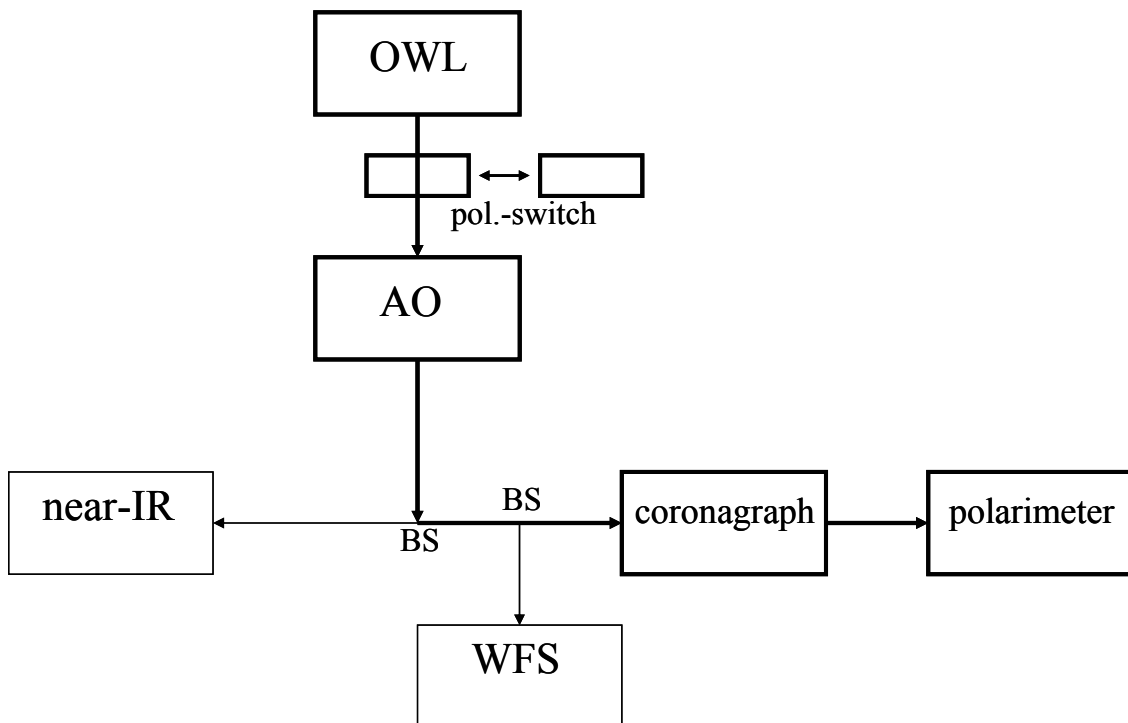 OWL
pol.-switch
AO
near-IR
BS
BS
coronagraph
polarimeter
WFS